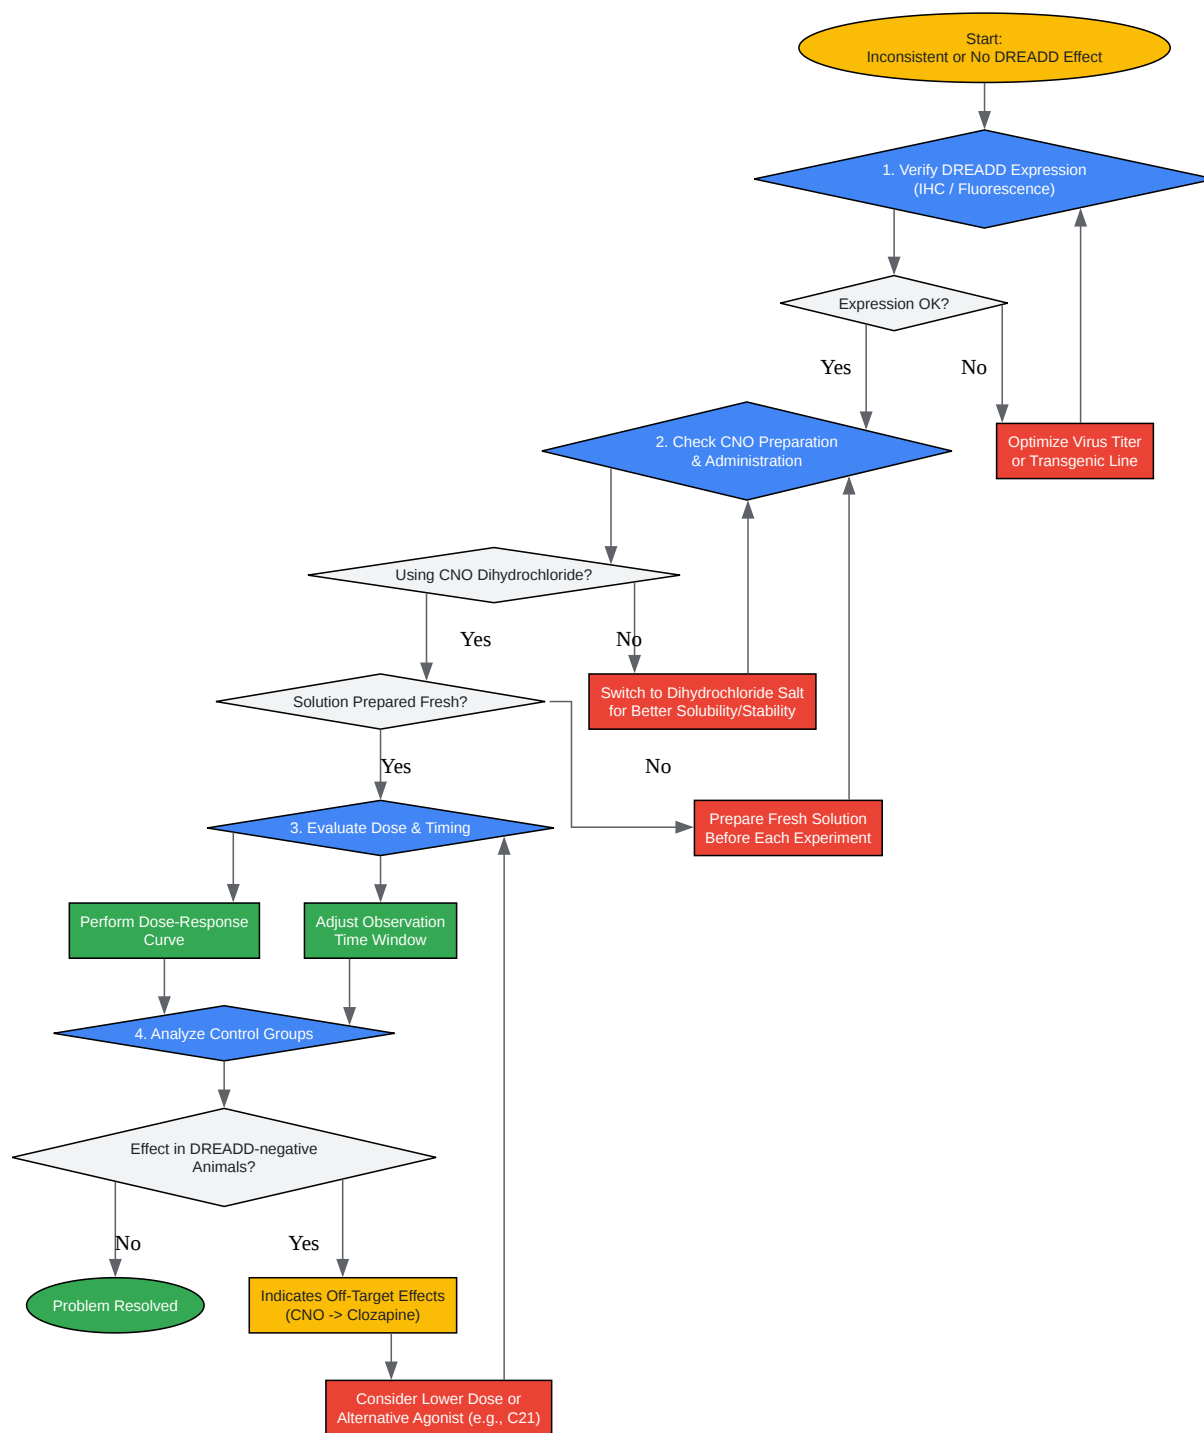 Start:
Inconsistent or No DREADD Effect
1. Verify DREADD Expression
(IHC / Fluorescence)
Expression OK?
Yes
No
2. Check CNO Preparation
& Administration
Optimize Virus Titer
or Transgenic Line
Using CNO Dihydrochloride?
Yes
No
Solution Prepared Fresh?
Switch to Dihydrochloride Salt
for Better Solubility/Stability
Yes
No
3. Evaluate Dose & Timing
Prepare Fresh Solution
Before Each Experiment
Perform Dose-Response
Curve
Adjust Observation
Time Window
4. Analyze Control Groups
Effect in DREADD-negative
Animals?
No
Yes
Problem Resolved
Indicates Off-Target Effects
(CNO -> Clozapine)
Consider Lower Dose or
Alternative Agonist (e.g., C21)